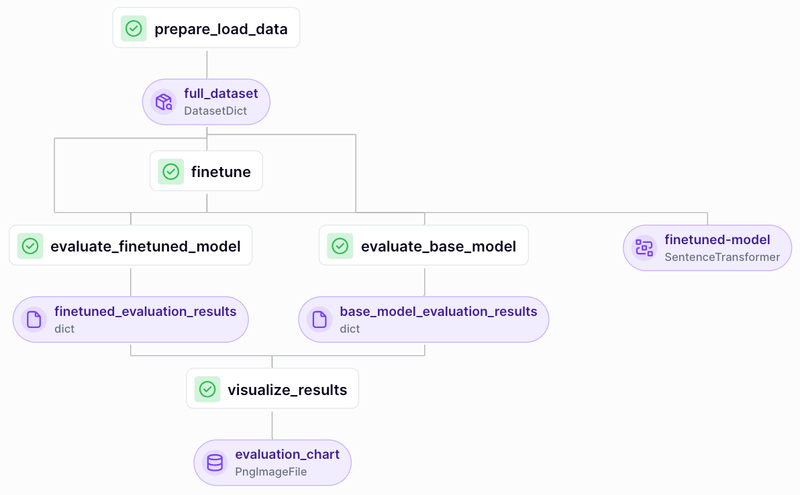 prepare_load_data
full_dataset
DatasetDict
finetune
evaluate_finetuned_model
evaluate_base_model
finetuned-model
SentenceTransformer
finetuned_evaluation_results
dict
base_model_evaluation_results
dict
visualize_results
evaluation_chart
PngImageFile